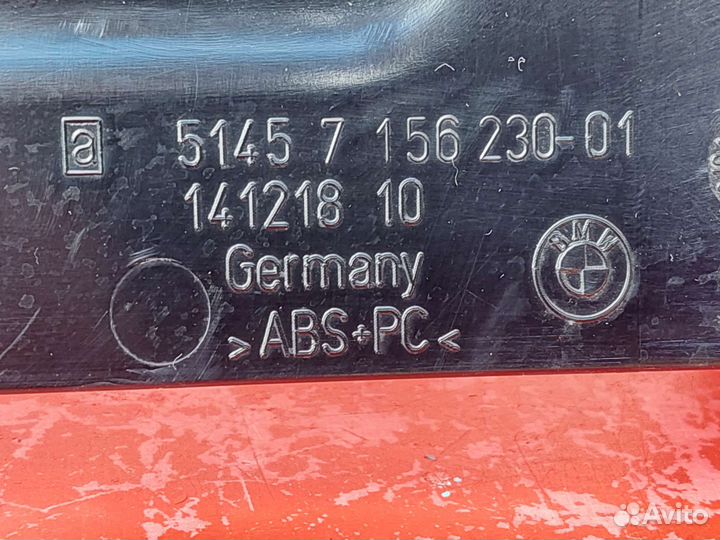 a 5145 7 156 230-01
141218 10
Germany
>ABS+PC<
BMW
Avito